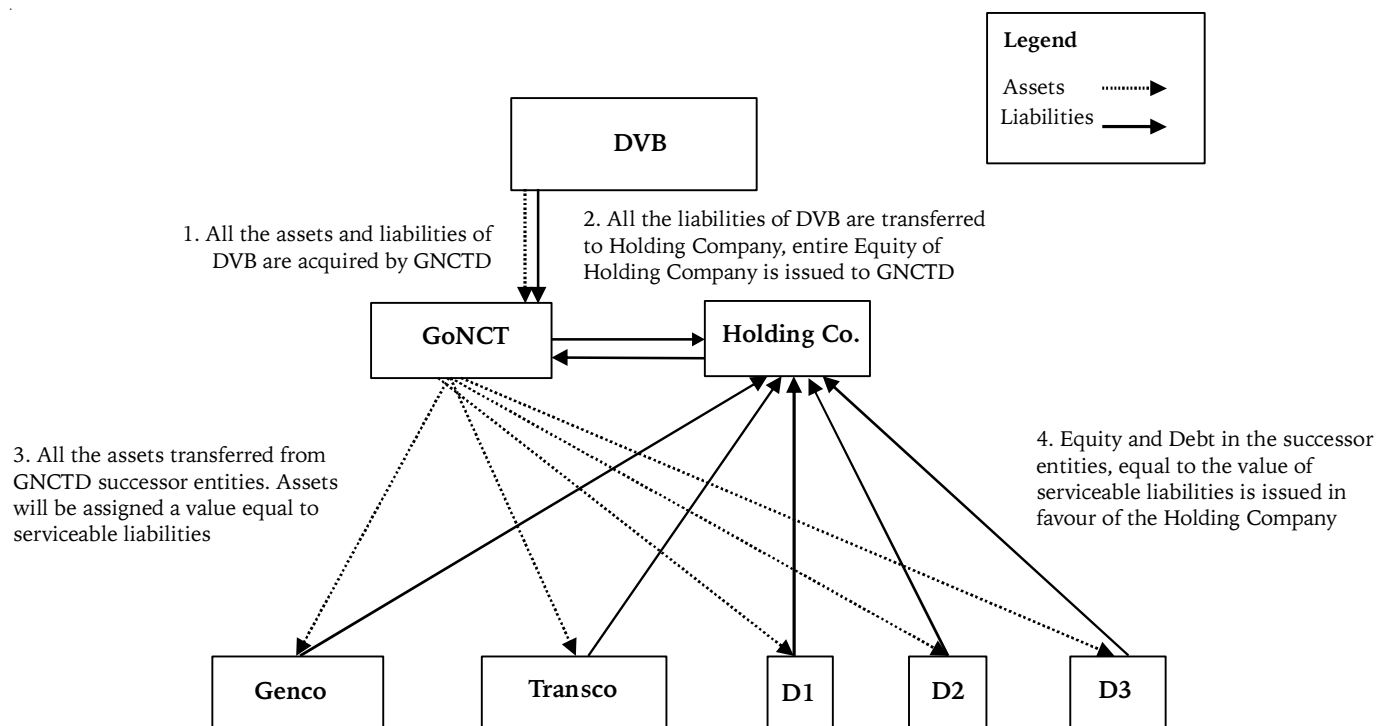 Legend
Assets
Liabilities
DVB
1. All the assets and liabilities of
DVB are acquired by GNCTD
2. All the liabilities of DVB are transferred
to Holding Company, entire Equity of
Holding Company is issued to GNCTD
GoNCT
Holding Co.
3. All the assets transferred from
GNCTD successor entities. Assets
will be assigned a value equal to
serviceable liabilities
4. Equity and Debt in the successor
entities, equal to the value of
serviceable liabilities is issued in
favour of the Holding Company
Genco
Transco
D1
D2
D3